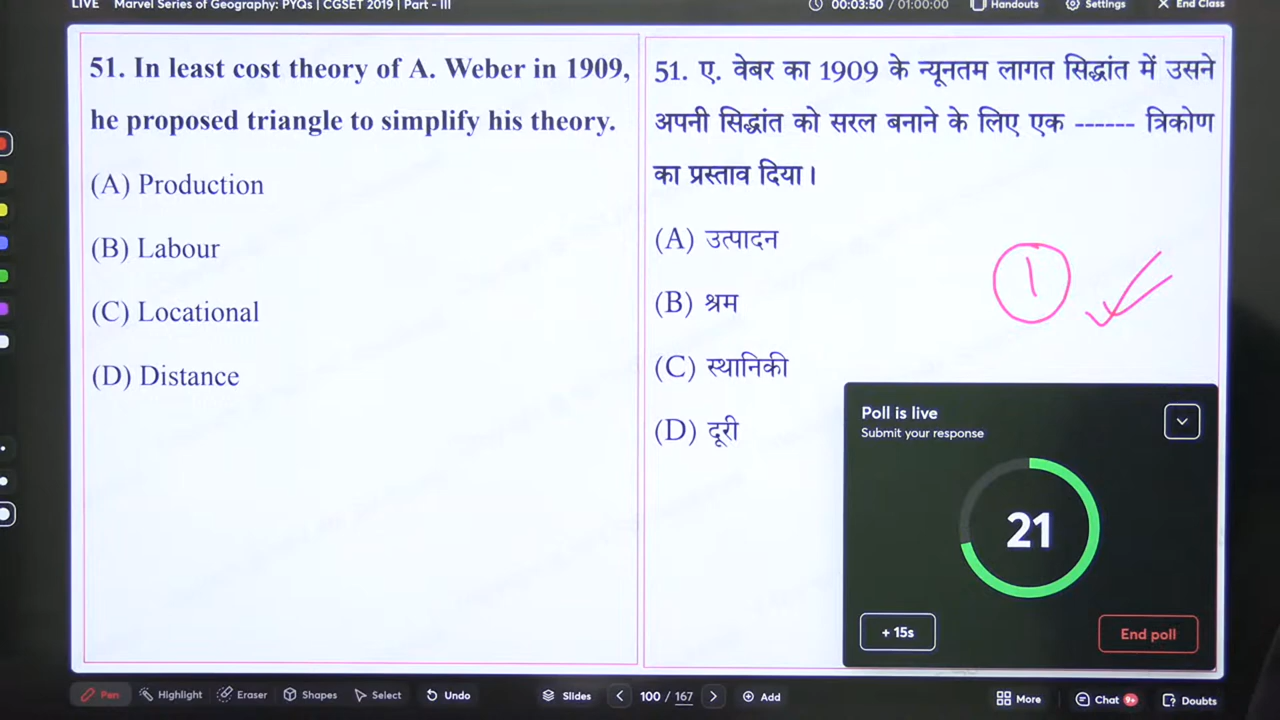 LIVE Marvel Series of Geography: PYQs | CGSET 2019 | Part - III 00:03:50 / 01:00:00 Handouts Settings End Class
51. In least cost theory of A. Weber in 1909,
he proposed triangle to simplify his theory.
(A) Production
(B) Labour
(C) Locational
(D) Distance
51. ए. वेबर का 1909 के न्यूनतम लागत सिद्धांत में उसने
अपनी सिद्धांत को सरल बनाने के लिए एक ------ त्रिकोण
का प्रस्ताव दिया।
(A) उत्पादन
(B) श्रम
(C) स्थानिकी
(D) दूरी
1
Poll is live
Submit your response
21
+ 15s End poll
Pen Highlight Eraser Shapes Select Undo Slides 100 / 167 Add More Chat 9+ Doubts